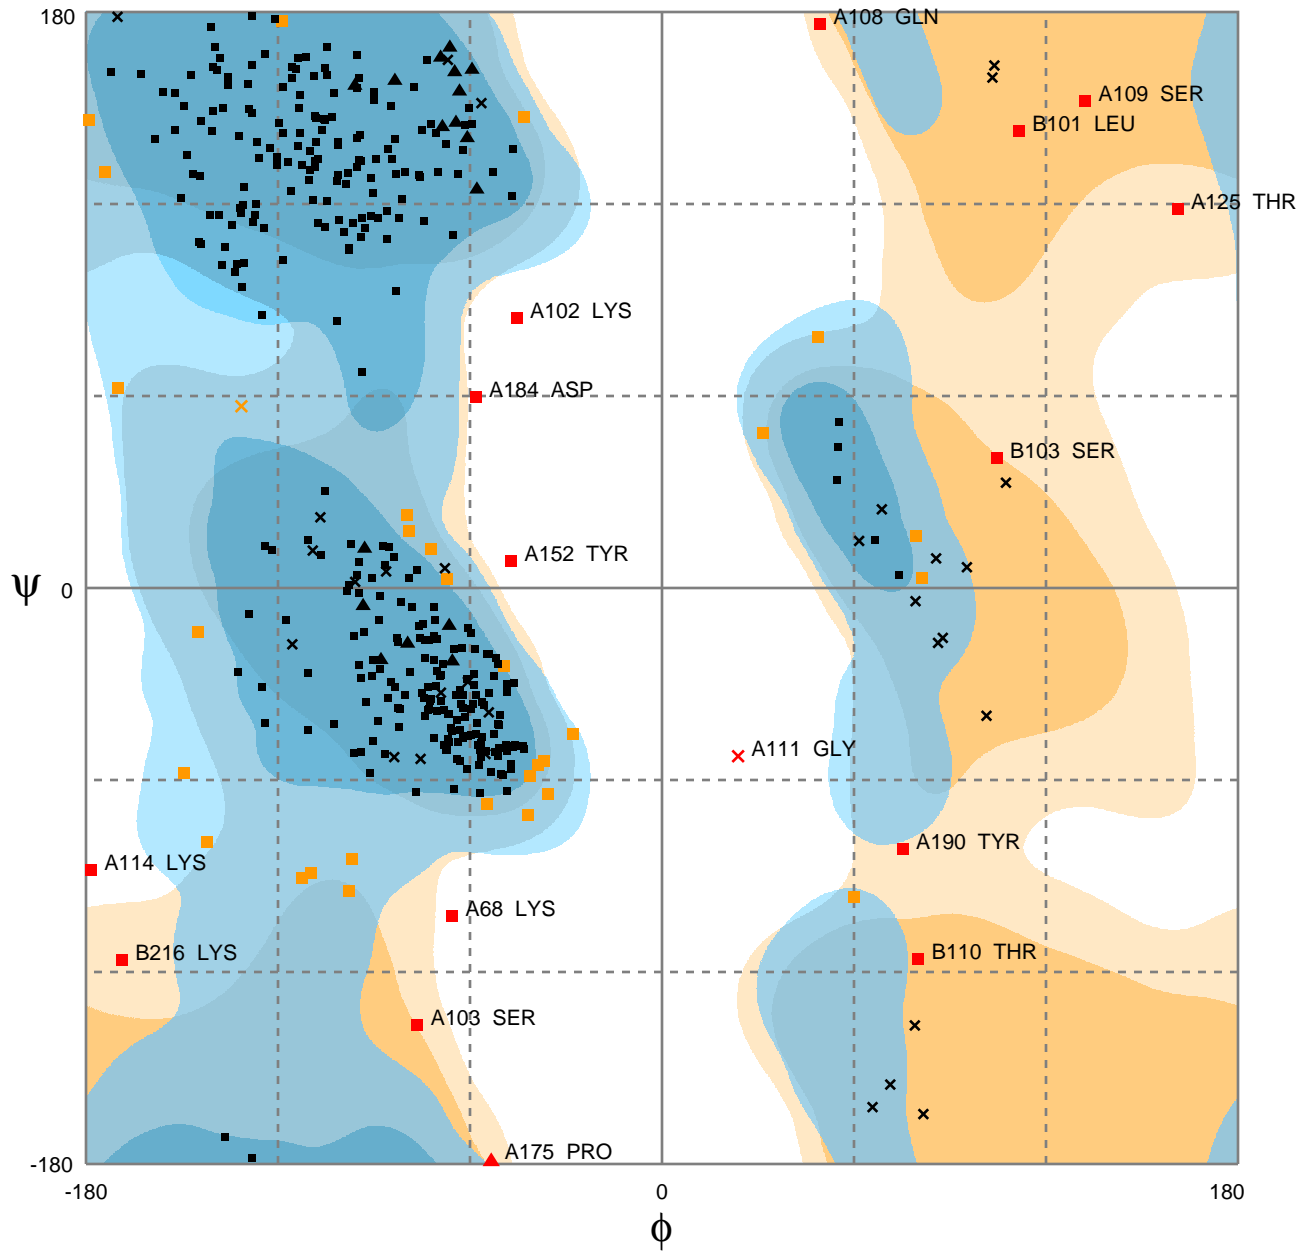 180
A108 GLN
A109 SER
B101 LEU
A125 THR
A102 LYS
A184 ASP
B103 SER
A152 TYR
ψ
0
A111 GLY
A190 TYR
A114 LYS
A68 LYS
B216 LYS
B110 THR
A103 SER
A175 PRO
-180
-180
0
180
ϕ